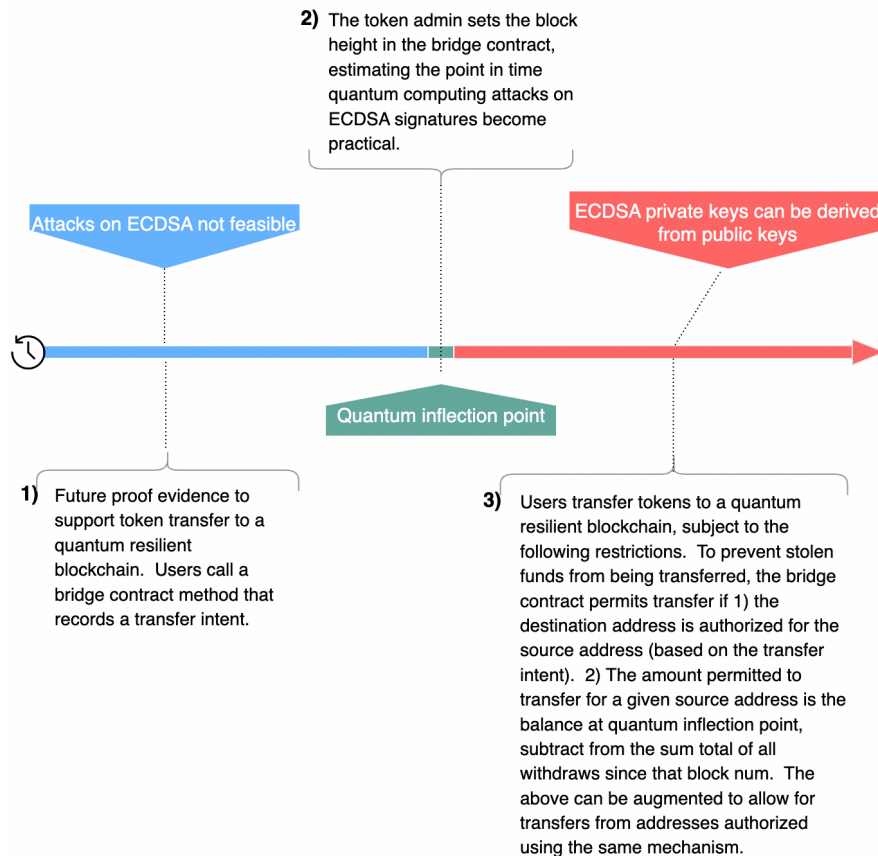 2) The token admin sets the block
height in the bridge contract,
estimating the point in time
quantum computing attacks on
ECDSA signatures become
practical.
Attacks on ECDSA not feasible
ECDSA private keys can be derived
from public keys
Quantum inflection point
1) Future proof evidence to
support token transfer to a
quantum resilient
blockchain. Users call a
bridge contract method that
records a transfer intent.
3) Users transfer tokens to a quantum
resilient blockchain, subject to the
following restrictions. To prevent stolen
funds from being transferred, the bridge
contract permits transfer if 1) the
destination address is authorized for the
source address (based on the transfer
intent). 2) The amount permitted to
transfer for a given source address is the
balance at quantum inflection point,
subtract from the sum total of all
withdraws since that block num. The
above can be augmented to allow for
transfers from addresses authorized
using the same mechanism.